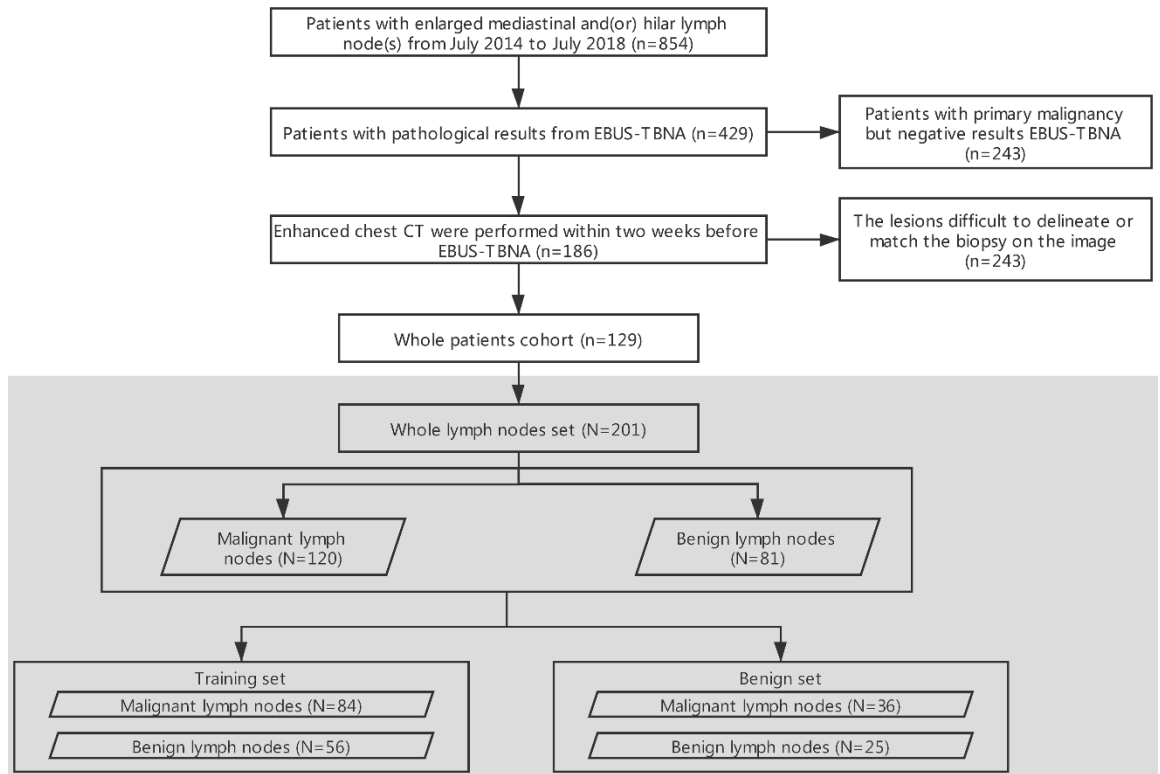 Patients with enlarged mediastinal and(or) hilar lymph
node(s) from July 2014 to July 2018 (n=854)
Patients with pathological results from EBUS-TBNA (n=429)
Patients with primary malignancy
but negative results EBUS-TBNA
(n=243)
Enhanced chest CT were performed within two weeks before
EBUS-TBNA (n=186)
The lesions difficult to delineate or
match the biopsy on the image
(n=243)
Whole patients cohort (n=129)
Whole lymph nodes set (N=201)
Malignant lymph
nodes (N=120)
Benign lymph nodes
(N=81)
Training set
Malignant lymph nodes (N=84)
Benign lymph nodes (N=56)
Benign set
Malignant lymph nodes (N=36)
Benign lymph nodes (N=25)